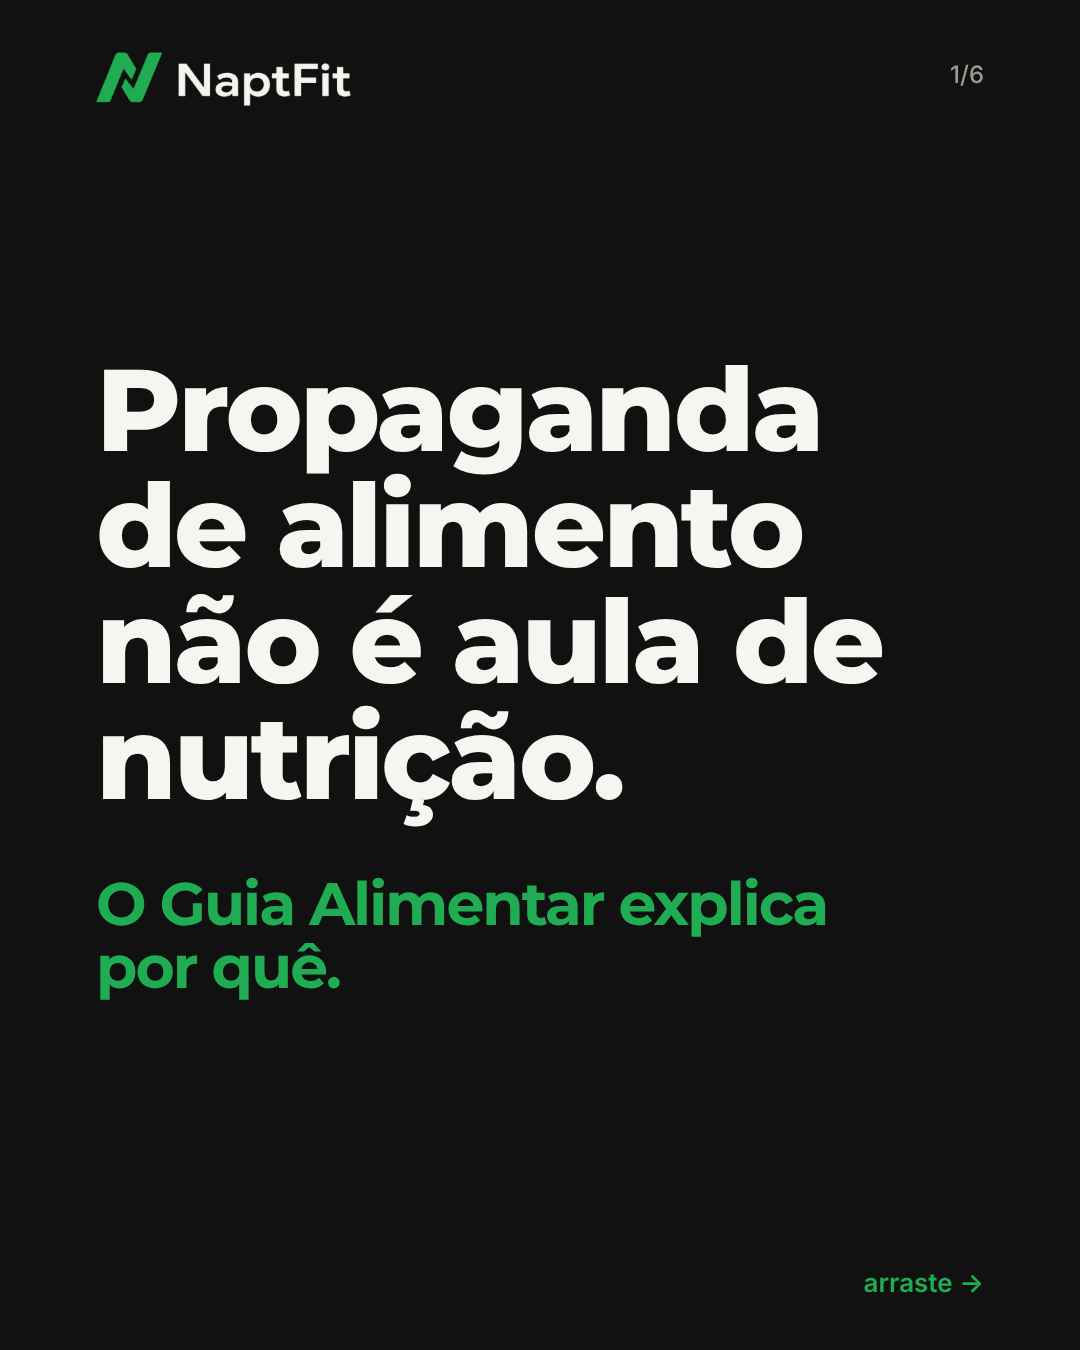 NaptFit
1/6
Propaganda
de alimento
não é aula de
nutrição.
O Guia Alimentar explica
por quê.
arraste →